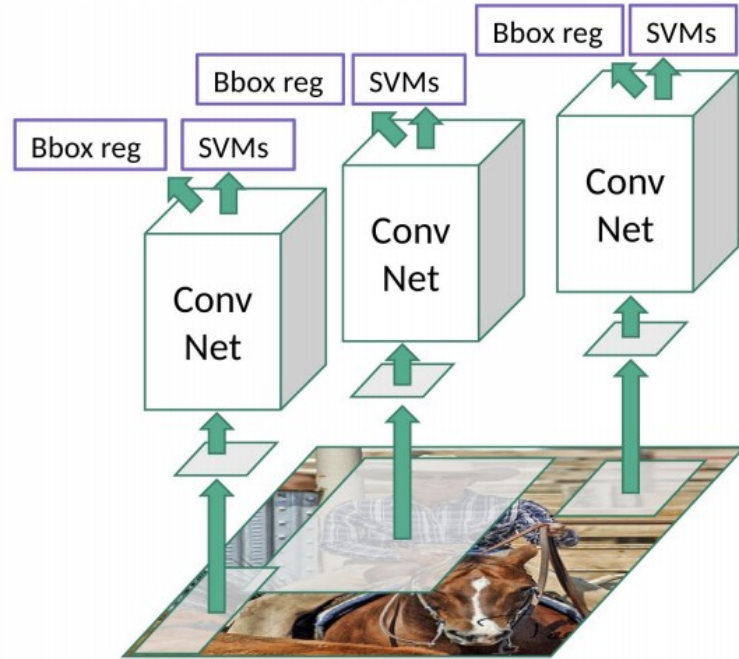 Bbox reg SVMs
Bbox reg SVMs
Bbox reg SVMs
Conv
Net
Conv
Net
Conv
Net